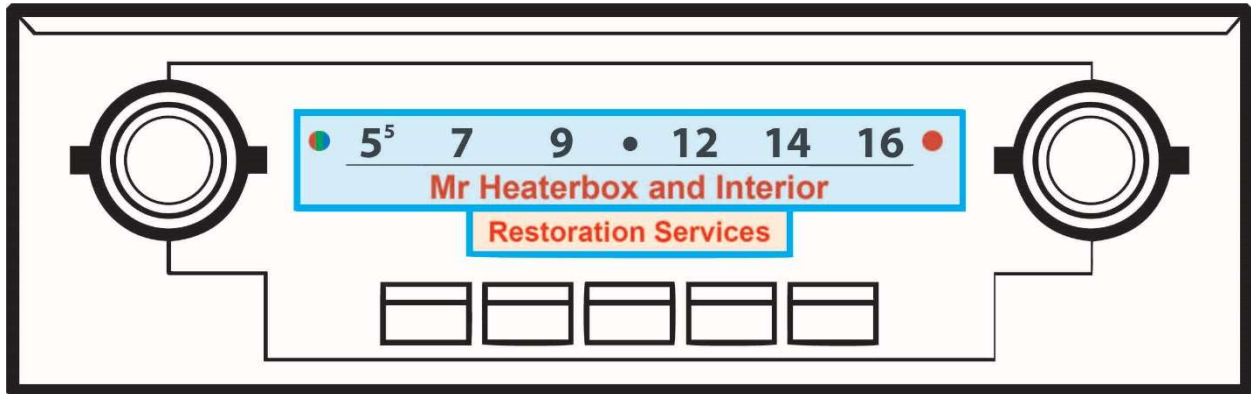 5⁵ 7 9 • 12 14 16
Mr Heaterbox and Interior
Restoration Services